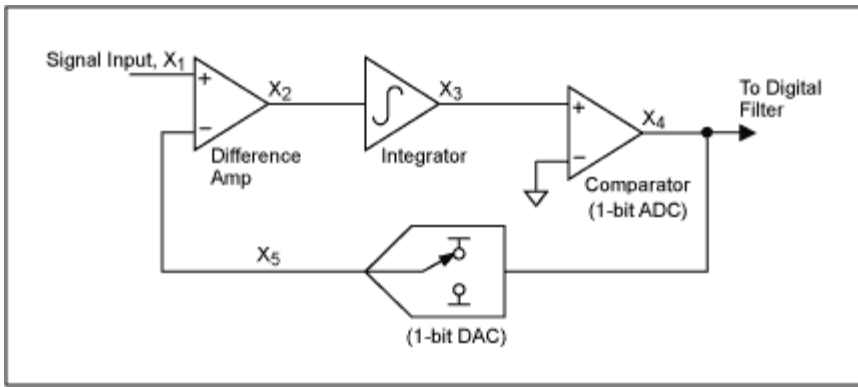 Signal Input, X1
X2
X3
X4
To Digital
Filter
+
−
+
−
Difference
Amp
Integrator
Comparator
(1-bit ADC)
X5
(1-bit DAC)